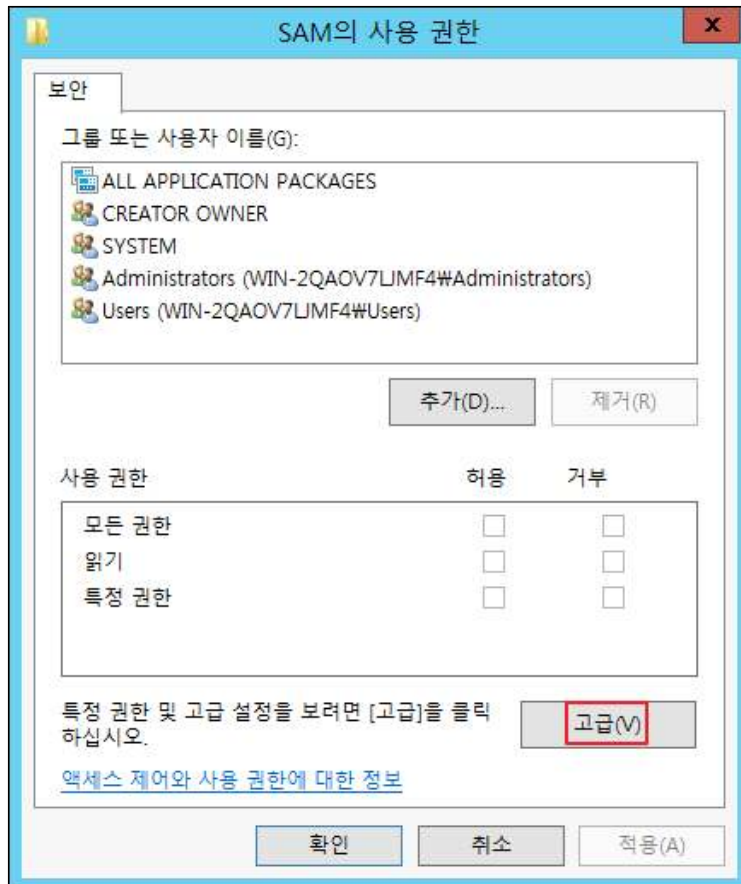 SAM의 사용 권한
x
보안
그룹 또는 사용자 이름(G):
ALL APPLICATION PACKAGES
CREATOR OWNER
SYSTEM
Administrators (WIN-2QAOV7LJMF4₩Administrators)
Users (WIN-2QAOV7LJMF4₩Users)
추가(D)... 제거(R)
사용 권한 허용 거부
모든 권한
읽기
특정 권한
특정 권한 및 고급 설정을 보려면 [고급]을 클릭
하십시오.
고급(V)
액세스 제어와 사용 권한에 대한 정보
확인 취소 적용(A)